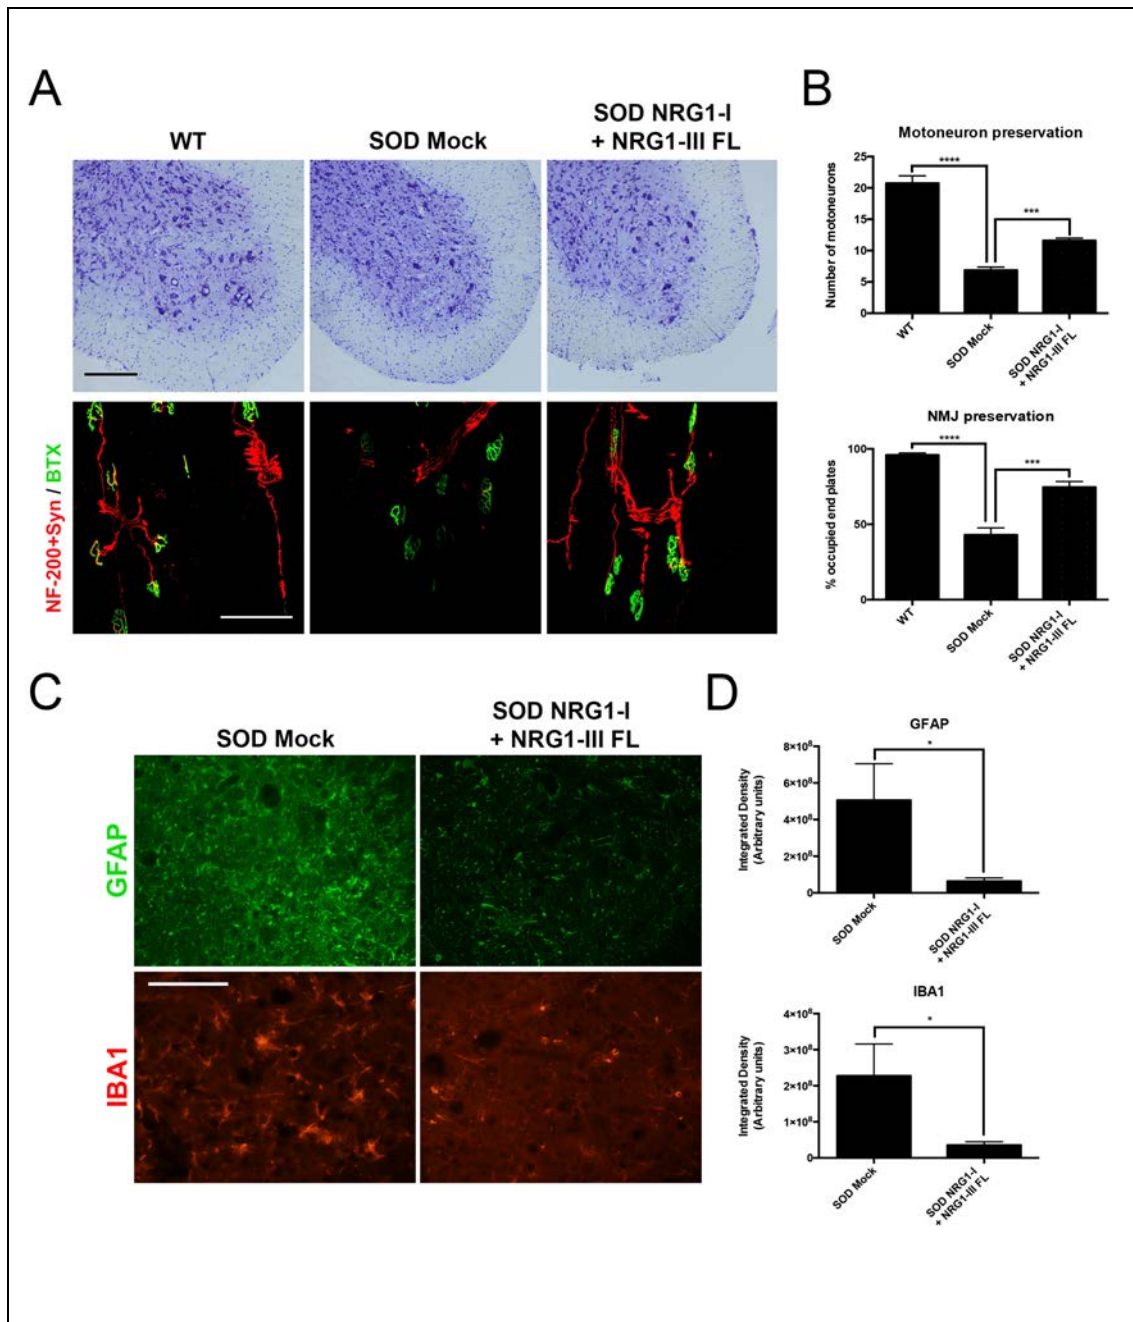 A
WT
SOD Mock
SOD NRG1-I
+ NRG1-III FL
NF-200+Syn / BTX
B
Motoneuron preservation
Number of motoneurons
25
20
15
10
5
0
****
***
WT
SOD Mock
SOD NRG1-I
+ NRG1-III FL
NMJ preservation
% occupied end plates
100
50
0
****
***
WT
SOD Mock
SOD NRG1-I
+ NRG1-III FL
C
SOD Mock
SOD NRG1-I
+ NRG1-III FL
GFAP
IBA1
D
GFAP
Integrated Density
(Arbitrary units)
8×10⁸
6×10⁸
4×10⁸
2×10⁸
0
*
SOD Mock
SOD NRG1-I
+ NRG1-III FL
IBA1
Integrated Density
(Arbitrary units)
4×10⁸
3×10⁸
2×10⁸
1×10⁸
0
*
SOD Mock
SOD NRG1-I
+ NRG1-III FL